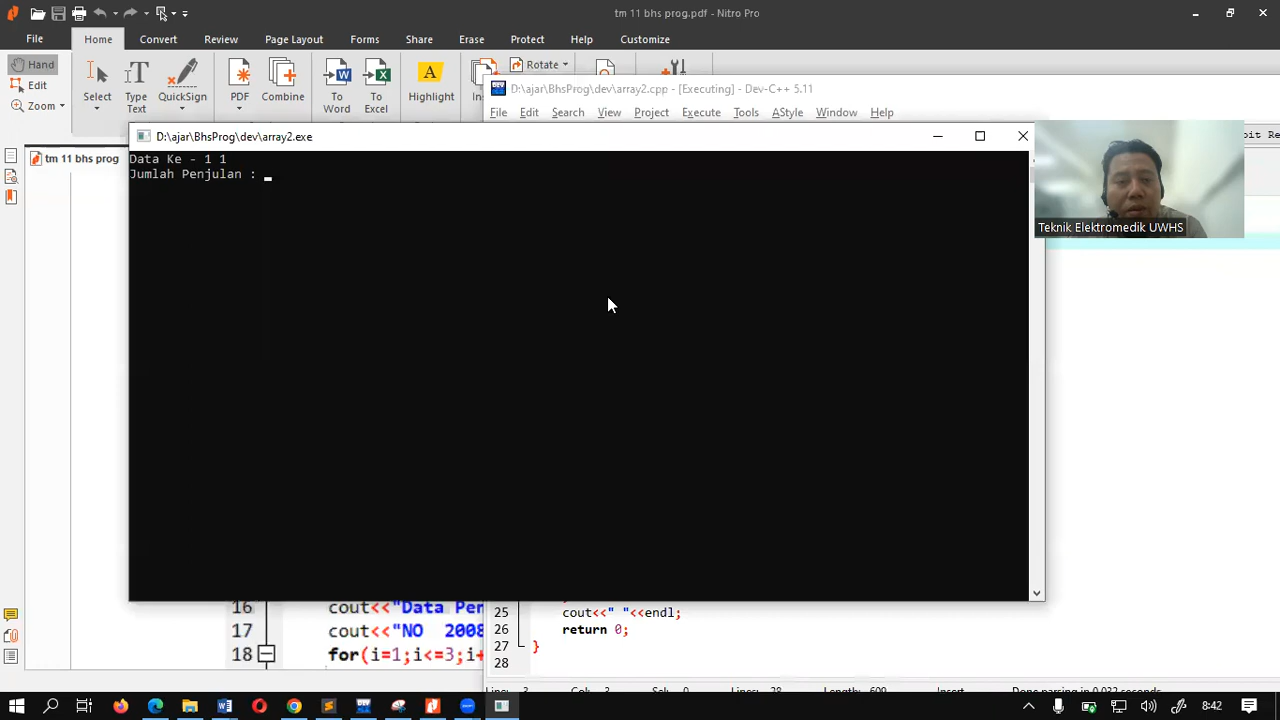 tm 11 bhs prog.pdf - Nitro Pro
File Home Convert Review Page Layout Forms Share Erase Protect Help Customize
Hand
Edit
Zoom
Select
Type Text
QuickSign
PDF
Combine
To Word
To Excel
Highlight
Rotate
D:\ajar\BhsProg\dev\array2.cpp - [Executing] - Dev-C++ 5.11
File Edit Search View Project Execute Tools AStyle Window Help
D:\ajar\BhsProg\dev\array2.exe
tm 11 bhs prog
Data Ke - 1 1
Jumlah Penjulan :
Teknik Elektromedik UWHS
16 cout<<"Data Pen
17 cout<<"NO 2008
18 for(i=1;i<=3;i+
25 cout<<" "<<endl;
26 return 0;
27 }
28
8:42